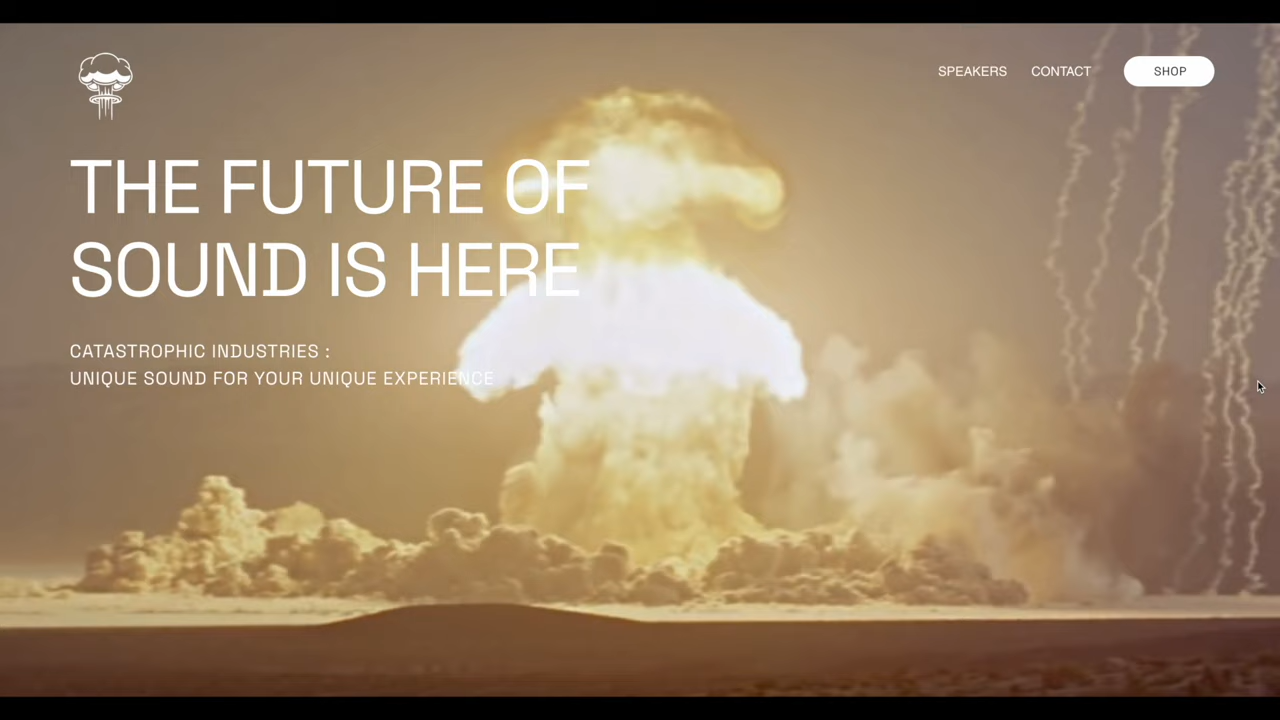 SPEAKERS CONTACT SHOP
THE FUTURE OF
SOUND IS HERE
CATASTROPHIC INDUSTRIES :
UNIQUE SOUND FOR YOUR UNIQUE EXPERIENCE